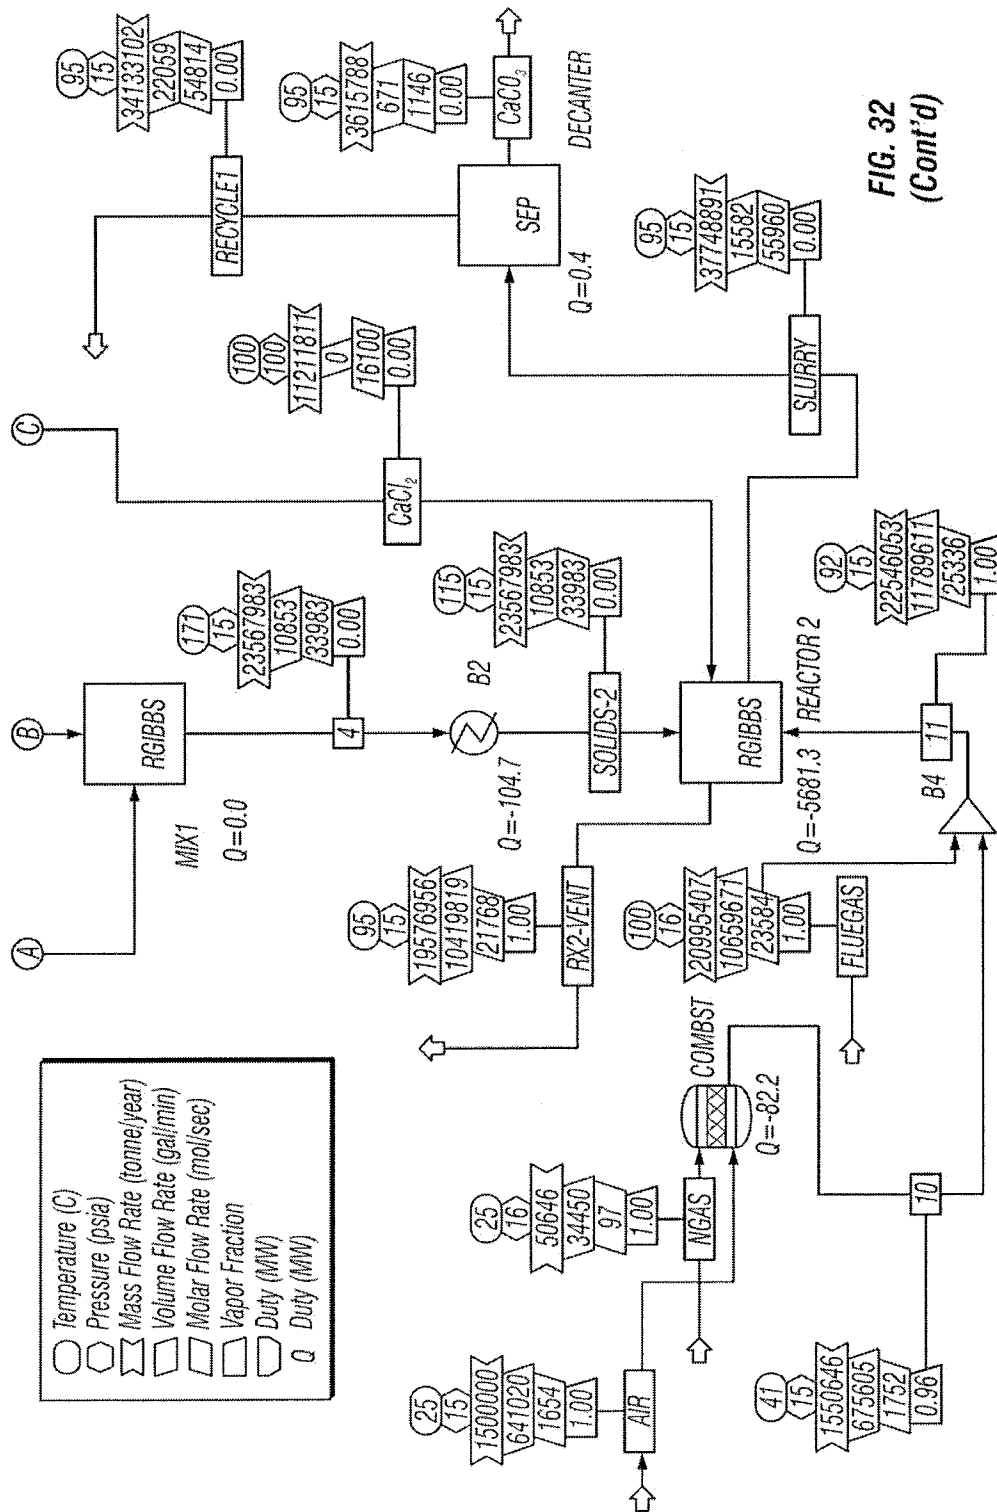 Temperature (C)
Pressure (psia)
Mass Flow Rate (tonne/year)
Volume Flow Rate (gal/min)
Molar Flow Rate (mol/sec)
Vapor Fraction
Duty (MW)
Q Duty (MW)
A
B
C
RGIBBS
MIX1
Q=0.0
171
15
23567983
10853
33983
0.00
4
B2
Q=-104.7
115
15
23567983
10853
33983
0.00
SOLIDS-2
100
100
11211811
0
16100
0.00
CaCl₂
95
15
34133102
22059
54814
0.00
RECYCLE1
95
15
3615788
671
1146
0.00
CaCO₃
DECANTER
SEP
Q=0.4
95
15
37748891
15582
55960
0.00
SLURRY
RGIBBS
REACTOR 2
Q=-5681.3
95
15
19576956
10419819
21768
1.00
RX2-VENT
100
16
20995407
10659671
23584
1.00
FLUEGAS
92
15
22546053
11789611
25336
1.00
11
B4
25
15
1500000
641020
1654
1.00
AIR
25
16
50646
34450
97
1.00
NGAS
COMBST
Q=-82.2
41
15
1550646
675605
1752
0.96
10
FIG. 32
(Cont'd)